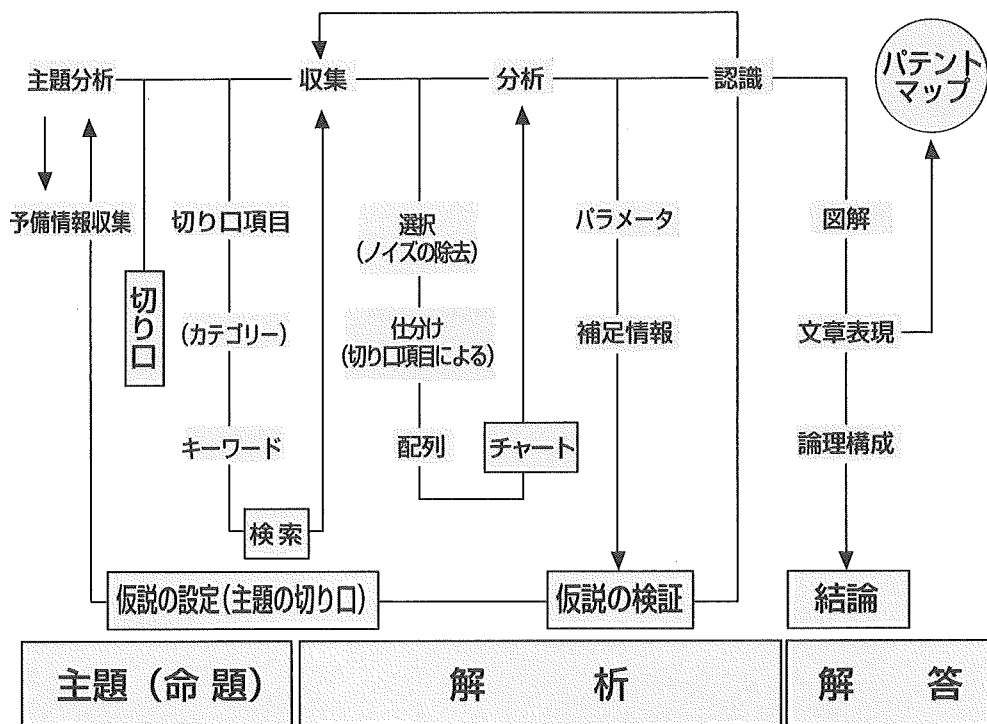 主題分析
収集
分析
認識
パテント
マップ
予備情報収集
切り口項目
選択
(ノイズの除去)
パラメータ
図解
切り口
(カテゴリー)
仕分け
(切り口項目による)
補足情報
文章表現
キーワード
配列
チャート
論理構成
検索
仮説の設定(主題の切り口)
仮説の検証
結論
主題(命題)
解析
解答